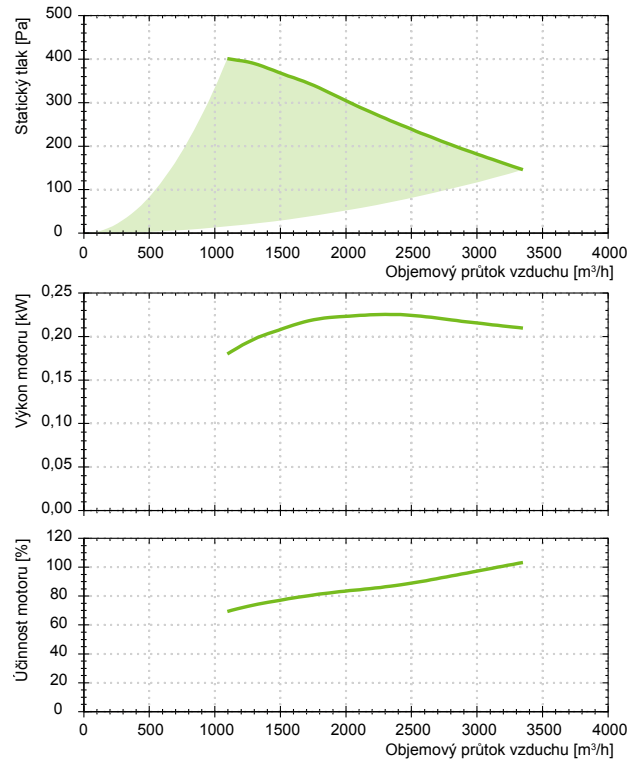 Statický tlak [Pa]
500
400
300
200
100
0
0 500 1000 1500 2000 2500 3000 3500 4000
Objemový průtok vzduchu [m³/h]
Výkon motoru [kW]
0,25
0,20
0,15
0,10
0,05
0,00
Účinnost motoru [%]
120
100
80
60
40
20
0
0 500 1000 1500 2000 2500 3000 3500 4000
Objemový průtok vzduchu [m³/h]